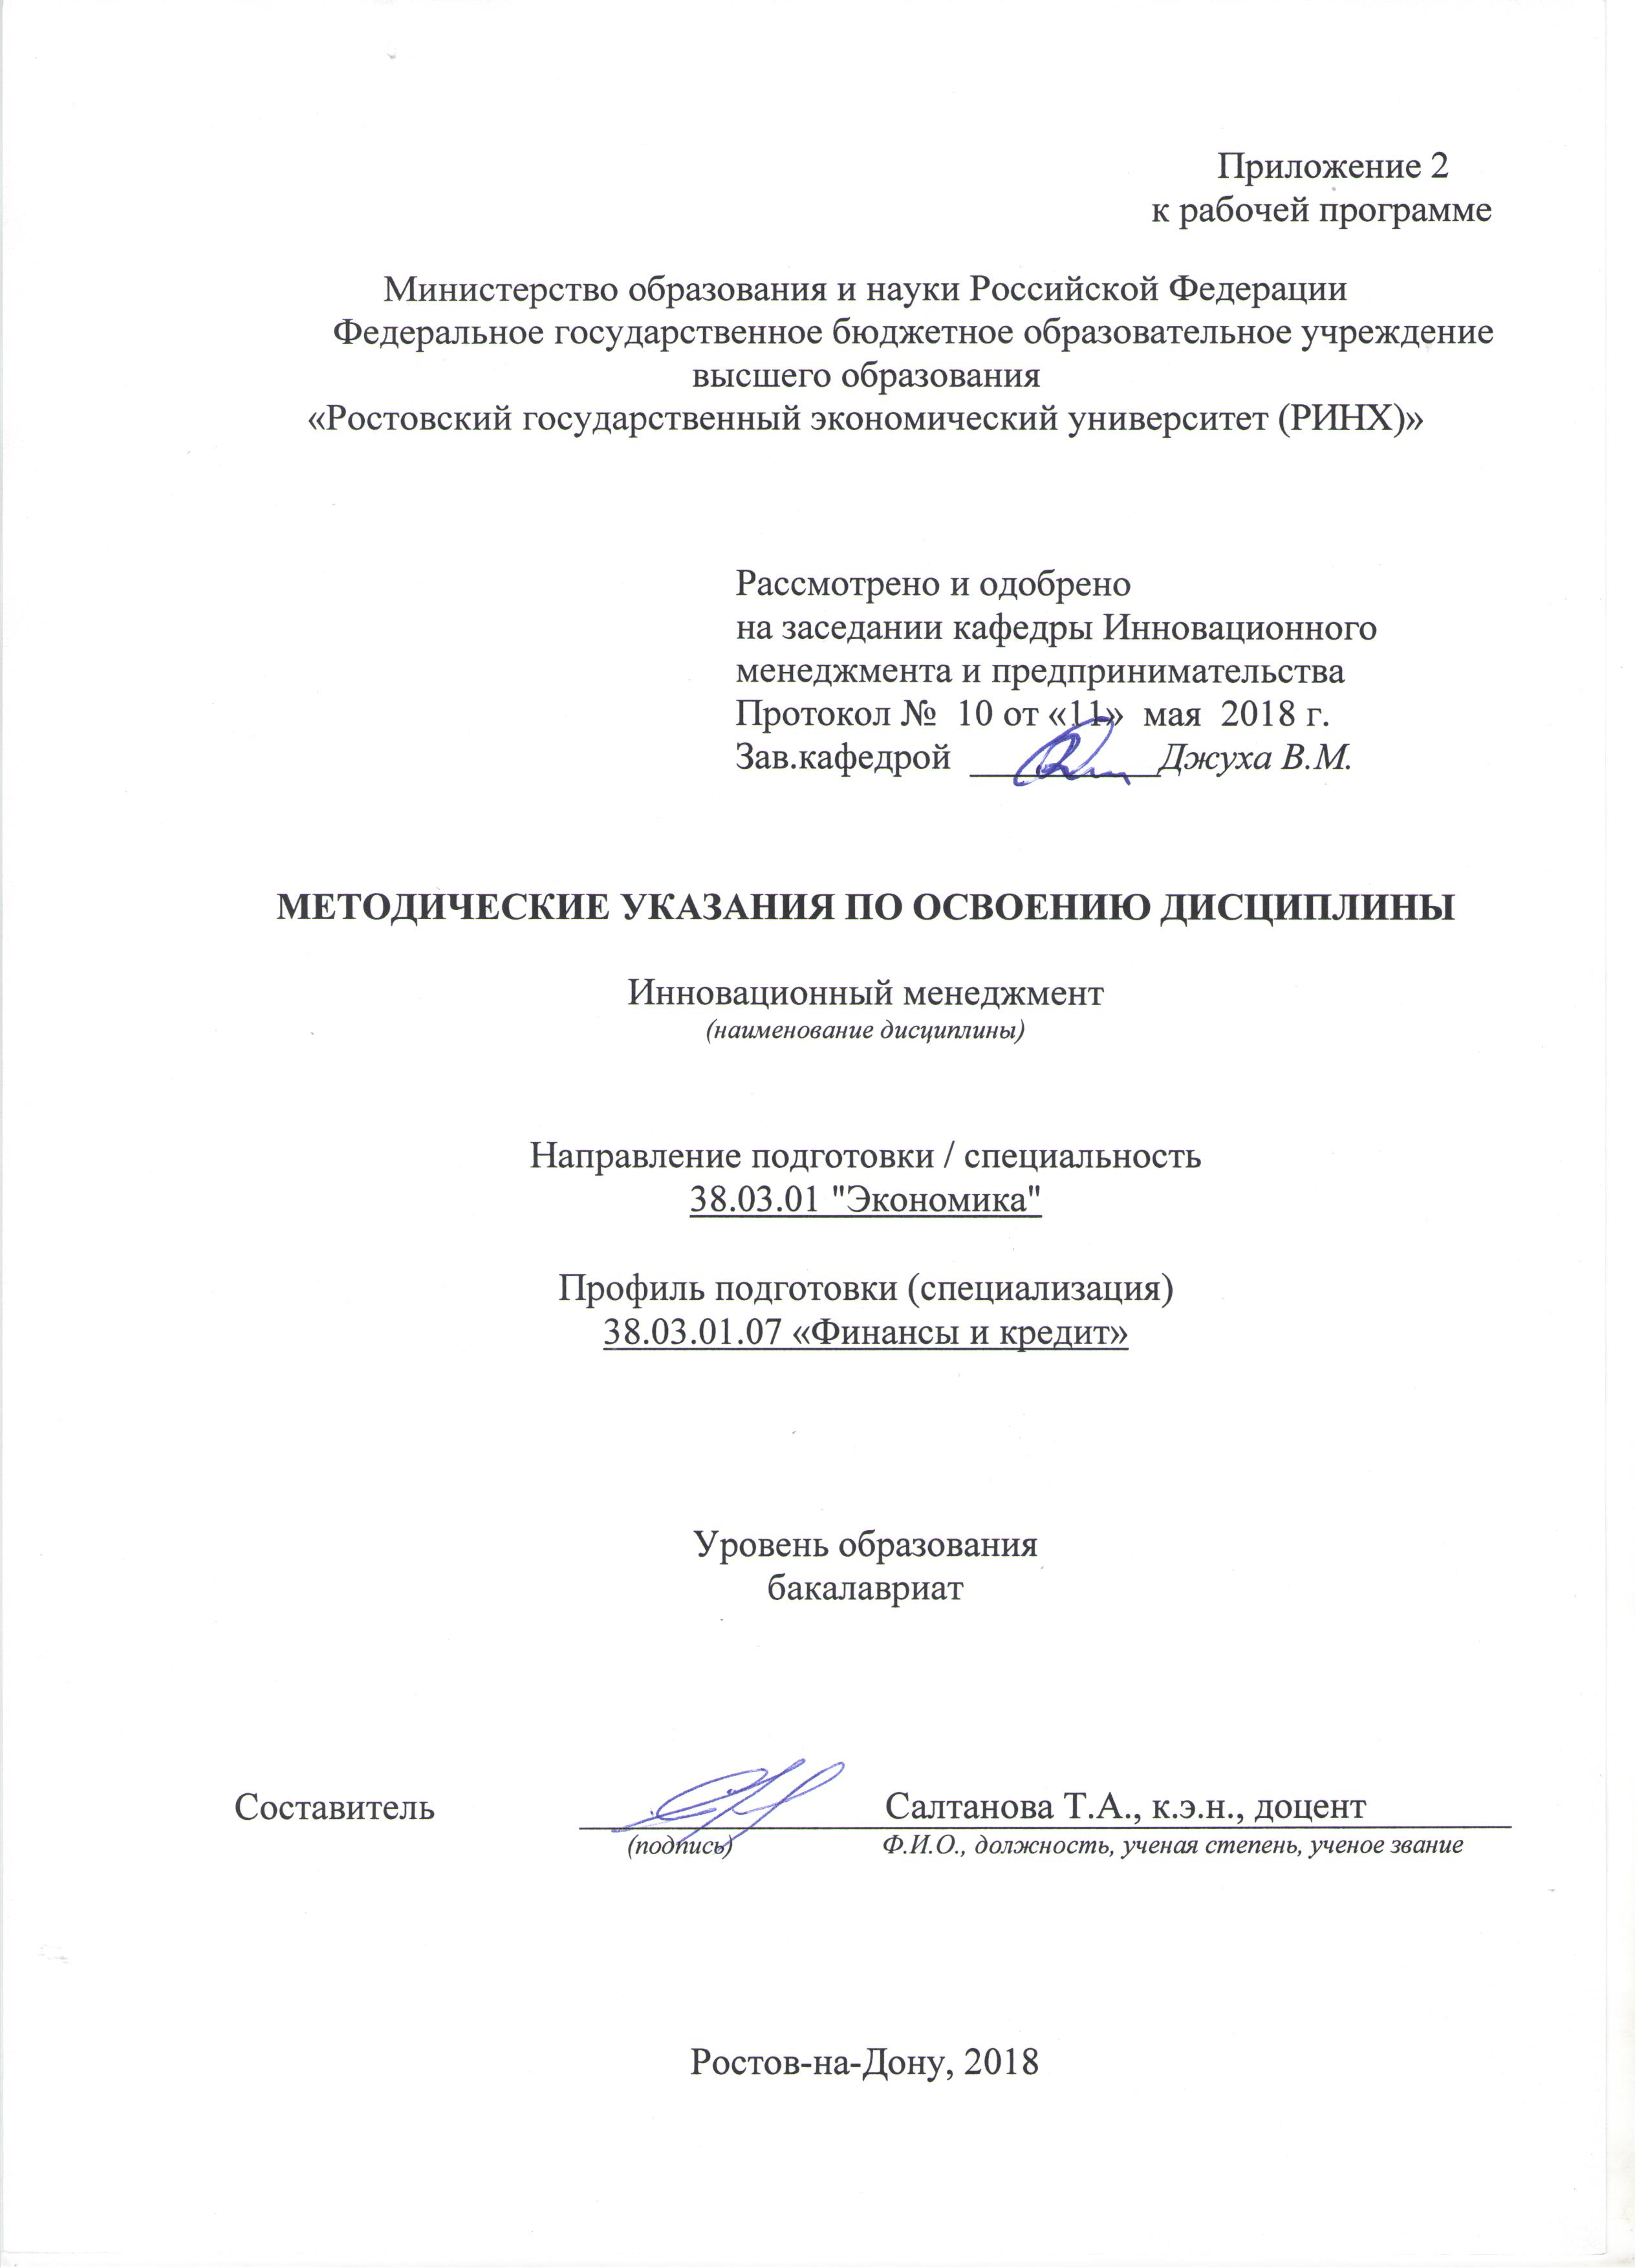 Приложение 2
к рабочей программе
Министерство образования и науки Российской Федерации
Федеральное государственное бюджетное образовательное учреждение
высшего образования
«Ростовский государственный экономический университет (РИНХ)»
Рассмотрено и одобрено
на заседании кафедры Инновационного
менеджмента и предпринимательства
Протокол № 10 от «11» мая 2018 г.
Зав.кафедрой Джуха В.М.
МЕТОДИЧЕСКИЕ УКАЗАНИЯ ПО ОСВОЕНИЮ ДИСЦИПЛИНЫ
Инновационный менеджмент
(наименование дисциплины)
Направление подготовки / специальность
38.03.01 "Экономика"
Профиль подготовки (специализация)
38.03.01.07 «Финансы и кредит»
Уровень образования
бакалавриат
Составитель Салтанова Т.А., к.э.н., доцент
(подпись) Ф.И.О., должность, ученая степень, ученое звание
Ростов-на-Дону, 2018